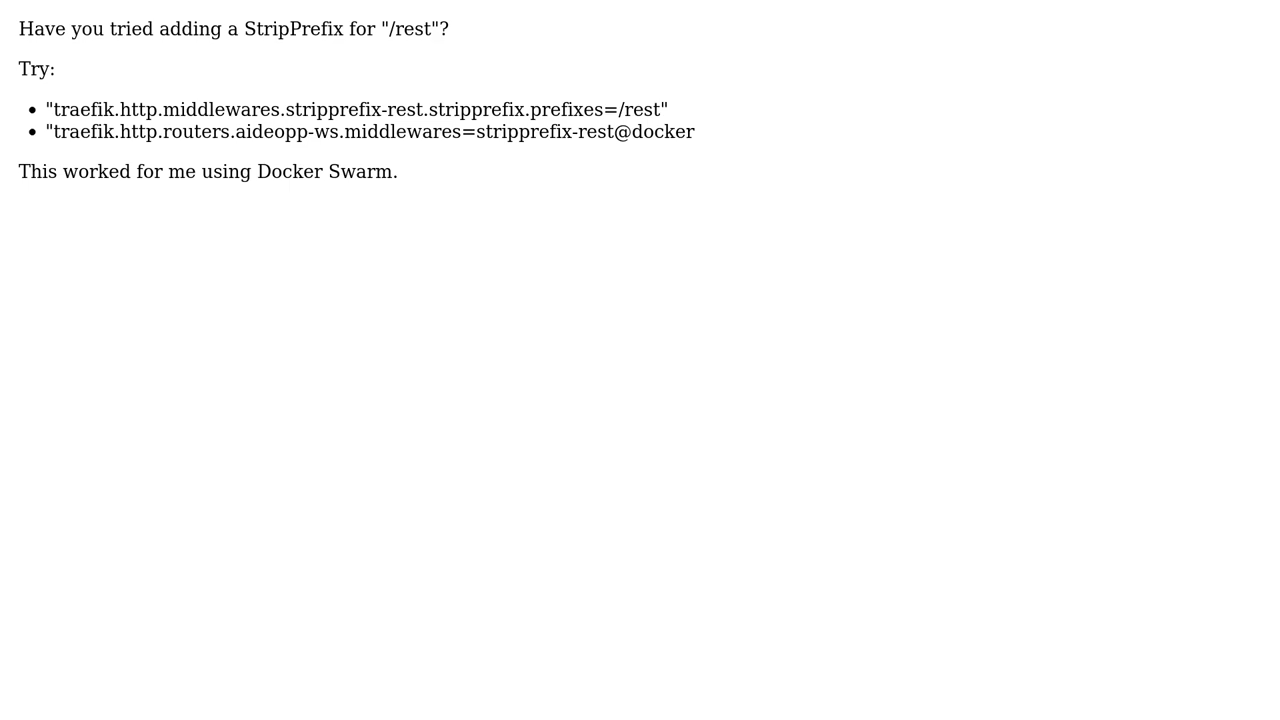 Have you tried adding a StripPrefix for "/rest"?
Try:
"traefik.http.middlewares.stripprefix-rest.stripprefix.prefixes=/rest"
"traefik.http.routers.aideopp-ws.middlewares=stripprefix-rest@docker
This worked for me using Docker Swarm.